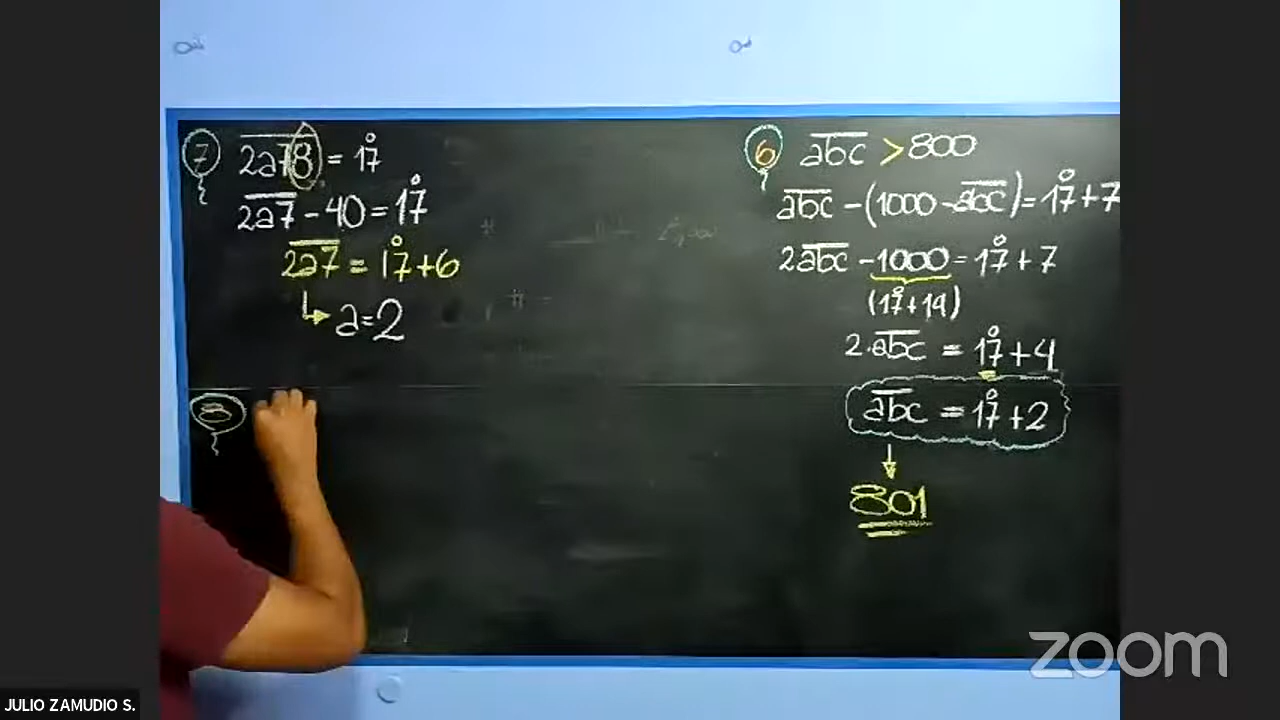 7 2a78 = 17°
2a7 - 40 = 17°
2a7 = 17° + 6
a = 2
8
6 abc > 800
abc - (1000 - abc) = 17° + 7
2abc - 1000 = 17° + 7
(17° + 14)
2 · abc = 17° + 4
abc = 17° + 2
801
zoom
JULIO ZAMUDIO S.